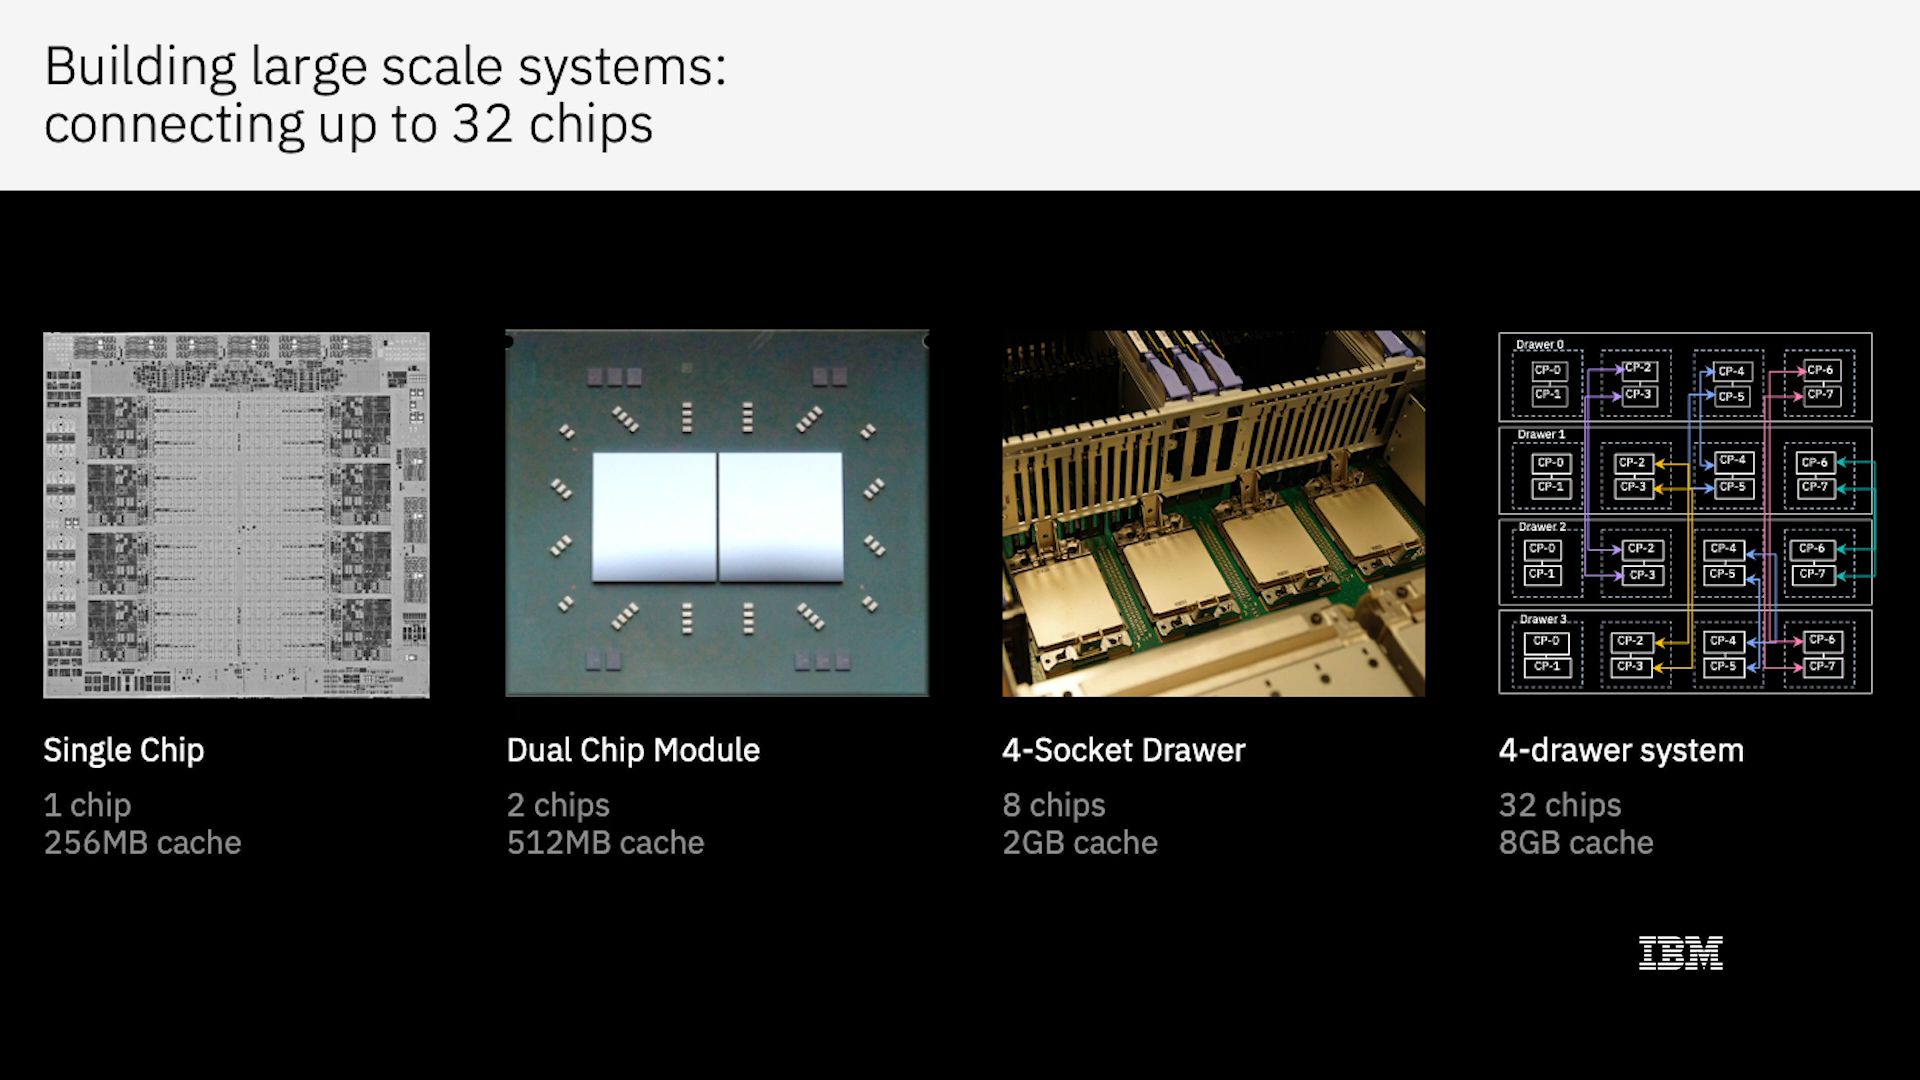 Building large scale systems:
connecting up to 32 chips
Single Chip
1 chip
256MB cache
Dual Chip Module
2 chips
512MB cache
4-Socket Drawer
8 chips
2GB cache
Drawer 0
CP-0 CP-2 CP-4 CP-6
CP-1 CP-3 CP-5 CP-7
Drawer 1
CP-0 CP-2 CP-4 CP-6
CP-1 CP-3 CP-5 CP-7
Drawer 2
CP-0 CP-2 CP-4 CP-6
CP-1 CP-3 CP-5 CP-7
Drawer 3
CP-0 CP-2 CP-4 CP-6
CP-1 CP-3 CP-5 CP-7
4-drawer system
32 chips
8GB cache
IBM